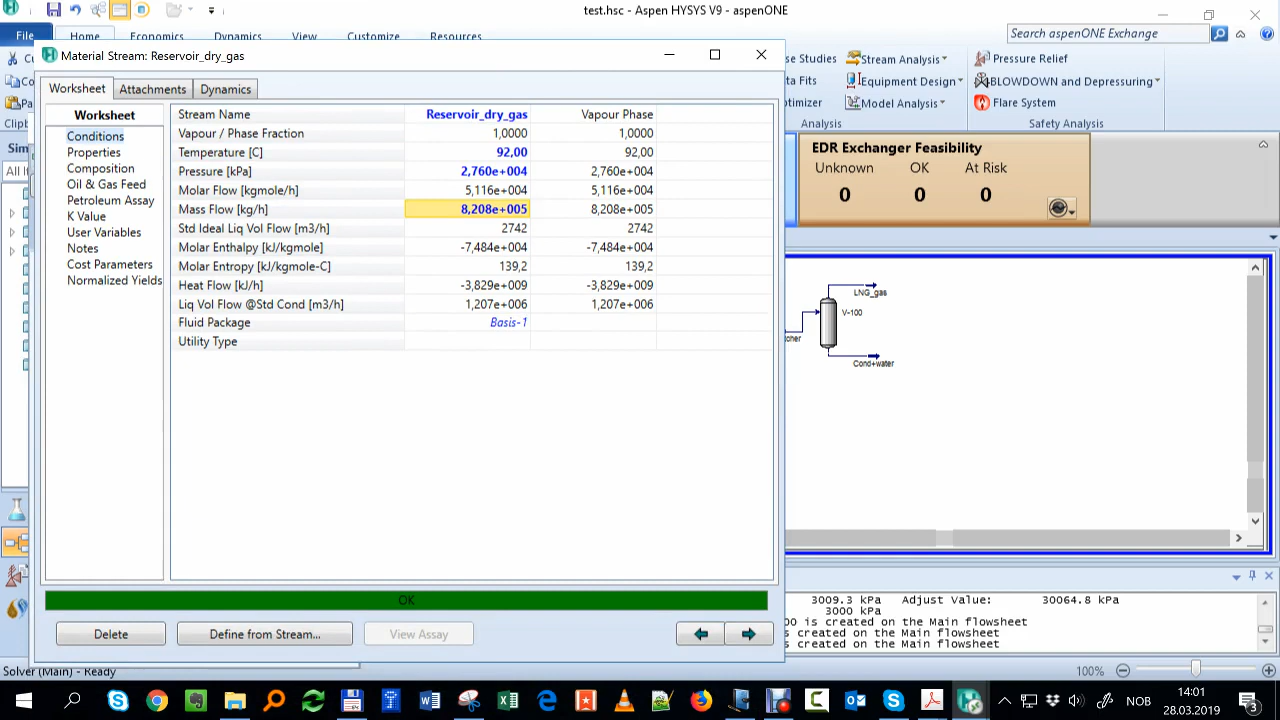 test.hsc - Aspen HYSYS V9 - aspenONE
File Home Economics Dynamics View Customize Resources
Search aspenONE Exchange
Material Stream: Reservoir_dry_gas
Stream Analysis Pressure Relief
Equipment Design BLOWDOWN and Depressuring
Model Analysis Flare System
Analysis Safety Analysis
Worksheet Attachments Dynamics
Worksheet
Conditions
Properties
Composition
Oil & Gas Feed
Petroleum Assay
K Value
User Variables
Notes
Cost Parameters
Normalized Yields
Stream Name Reservoir_dry_gas Vapour Phase
Vapour / Phase Fraction 1,0000 1,0000
Temperature [C] 92,00 92,00
Pressure [kPa] 2,760e+004 2,760e+004
Molar Flow [kgmole/h] 5,116e+004 5,116e+004
Mass Flow [kg/h] 8,208e+005 8,208e+005
Std Ideal Liq Vol Flow [m3/h] 2742 2742
Molar Enthalpy [kJ/kgmole] -7,484e+004 -7,484e+004
Molar Entropy [kJ/kgmole-C] 139,2 139,2
Heat Flow [kJ/h] -3,829e+009 -3,829e+009
Liq Vol Flow @Std Cond [m3/h] 1,207e+006 1,207e+006
Fluid Package Basis-1
Utility Type
EDR Exchanger Feasibility
Unknown OK At Risk
0 0 0
LNG_gas
V-100
Cond+water
OK
Delete Define from Stream... View Assay
3009.3 kPa Adjust Value: 30064.8 kPa
3000 kPa
is created on the Main flowsheet
s created on the Main flowsheet
s created on the Main flowsheet
Solver (Main) - Ready
100%
NOB
14:01
28.03.2019
3